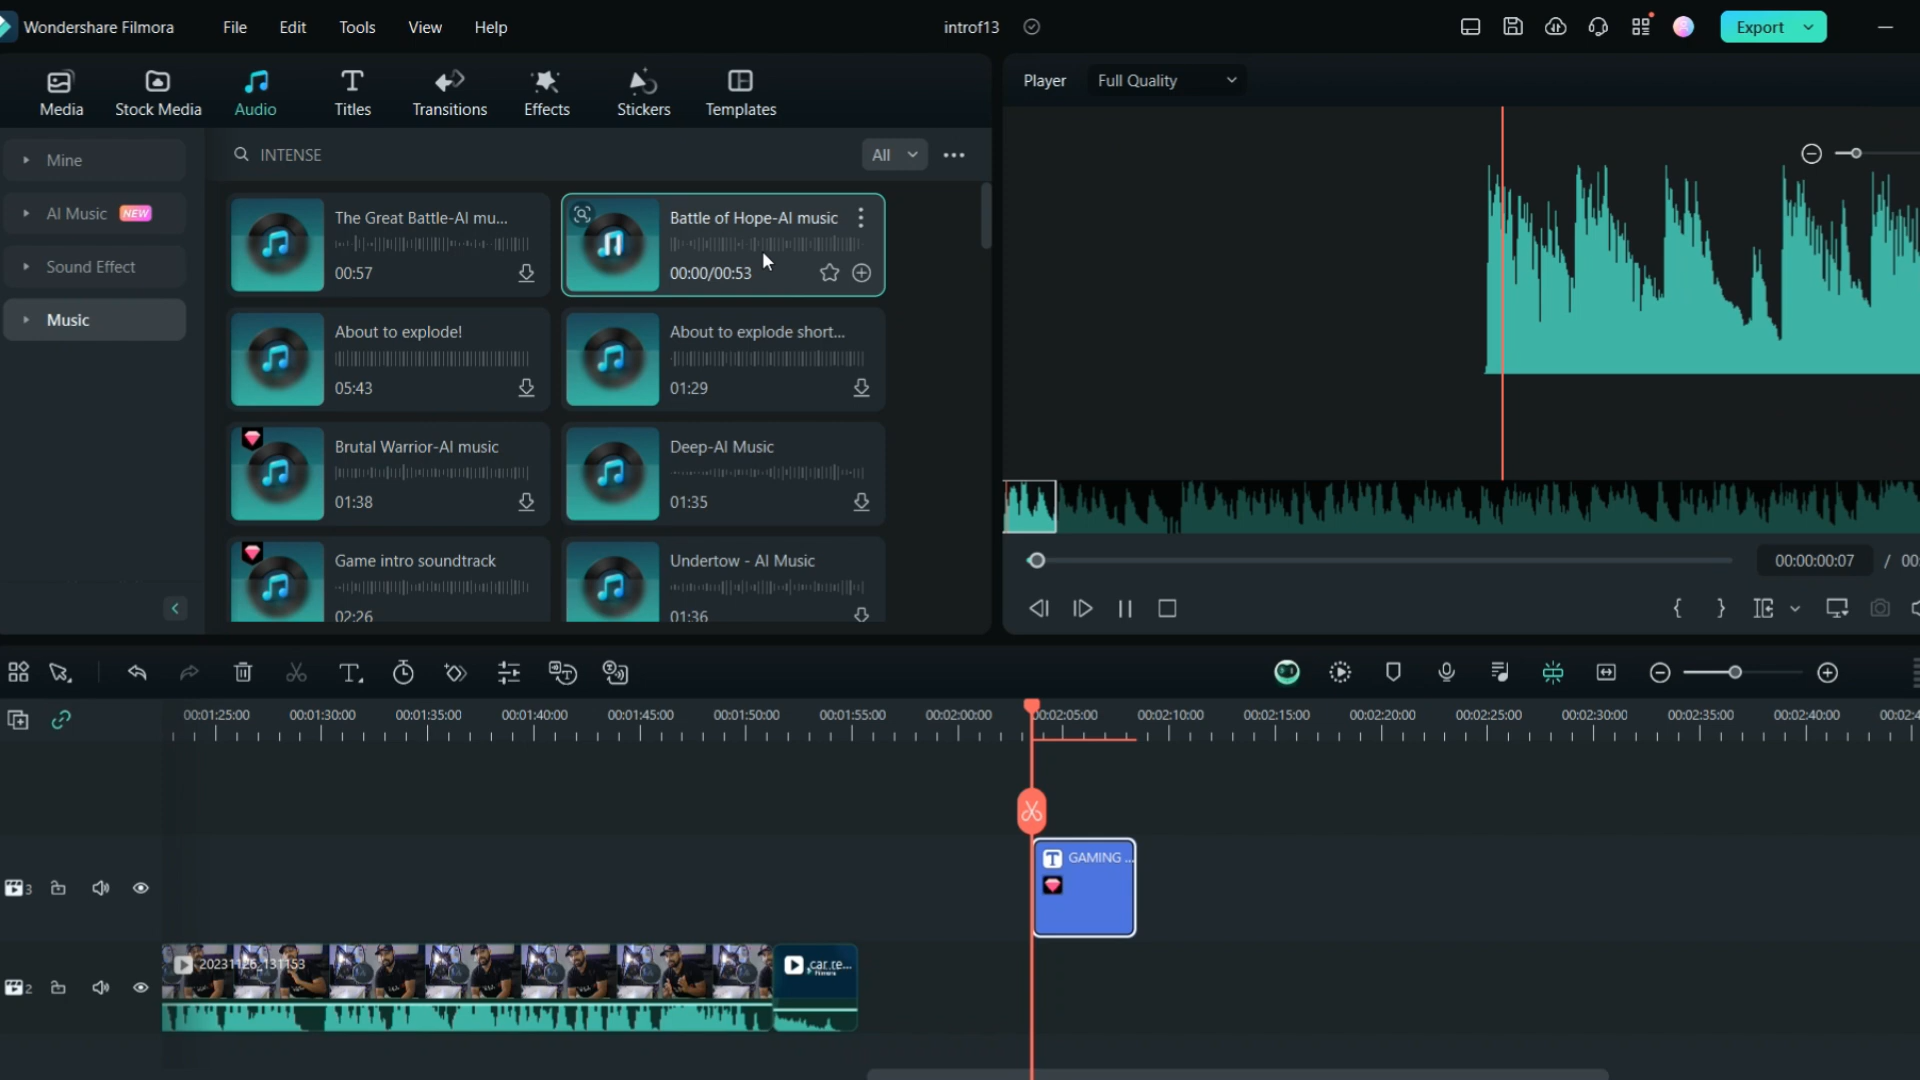 Wondershare Filmora
File Edit Tools View Help
introf13
Export
Media Stock Media Audio Titles Transitions Effects Stickers Templates
Player Full Quality
Mine
AI Music NEW
Sound Effect
Music
INTENSE
All
The Great Battle-AI mu...
00:57
Battle of Hope-AI music
00:00/00:53
About to explode!
05:43
About to explode short...
01:29
Brutal Warrior-AI music
01:38
Deep-AI Music
01:35
Game intro soundtrack
02:26
Undertow - AI Music
01:36
00:00:00:07 / 00:
00:01:25:00 00:01:30:00 00:01:35:00 00:01:40:00 00:01:45:00 00:01:50:00 00:01:55:00 00:02:00:00 00:02:05:00 00:02:10:00 00:02:15:00 00:02:20:00 00:02:25:00 00:02:30:00 00:02:35:00 00:02:40:00 00:02:4
3
T GAMING ...
2
20231126_131153
car re...